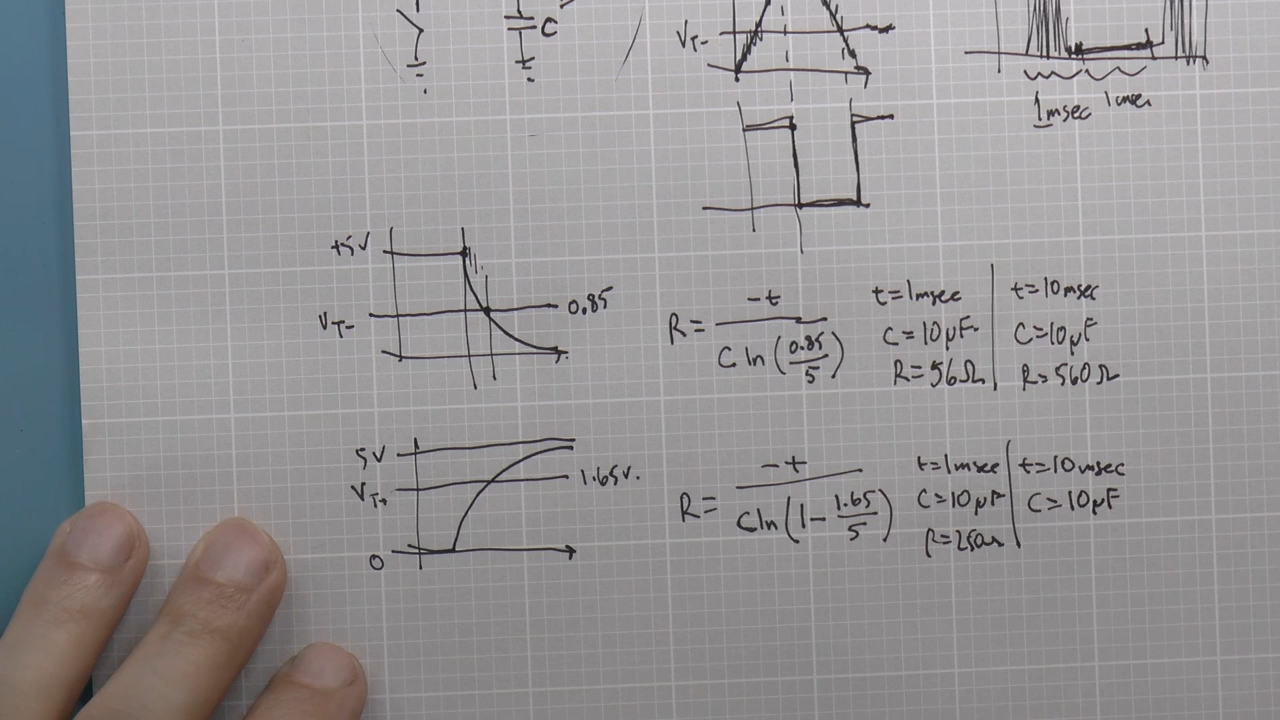 C
VT-
1msec 1msec
+5V
VT-
0.85
R = -t / C ln (0.85/5)
t=1msec
C=10µF
R=56Ω
t=10msec
C=10µF
R=560Ω
5V
VT+
0
1.65V.
R = -t / C ln (1 - 1.65/5)
t=1msec
C=10µF
t=10msec
C=10µF